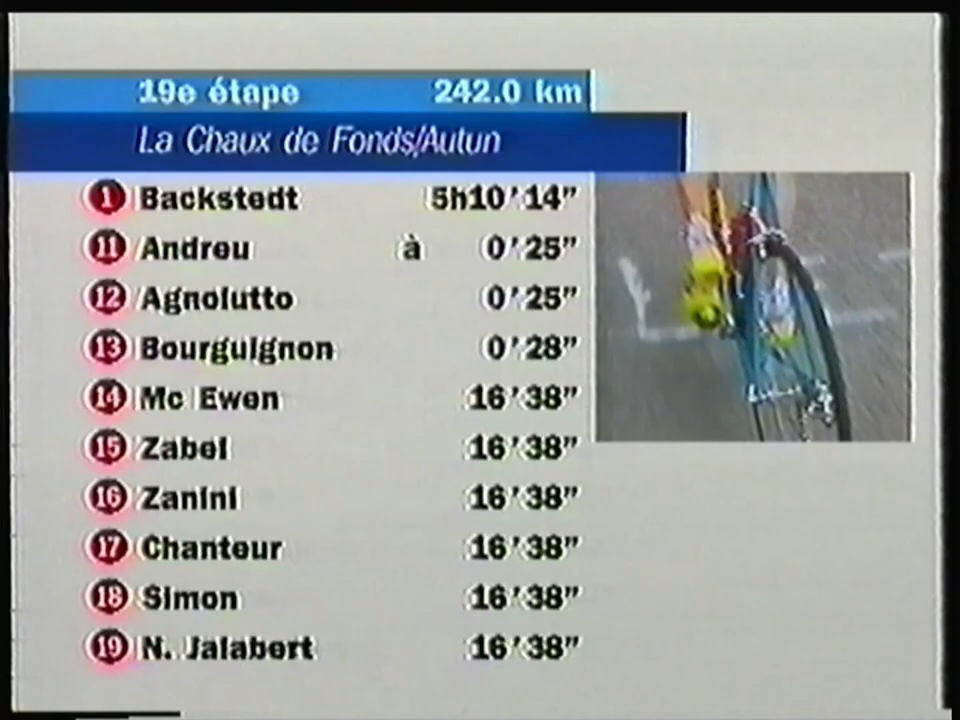 19e étape 242.0 km
La Chaux de Fonds/Autun
1 Backstedt 5h10'14"
11 Andreu à 0'25"
12 Agnolutto 0'25"
13 Bourguignon 0'28"
14 Mc Ewen 16'38"
15 Zabel 16'38"
16 Zanini 16'38"
17 Chanteur 16'38"
18 Simon 16'38"
19 N. Jalabert 16'38"